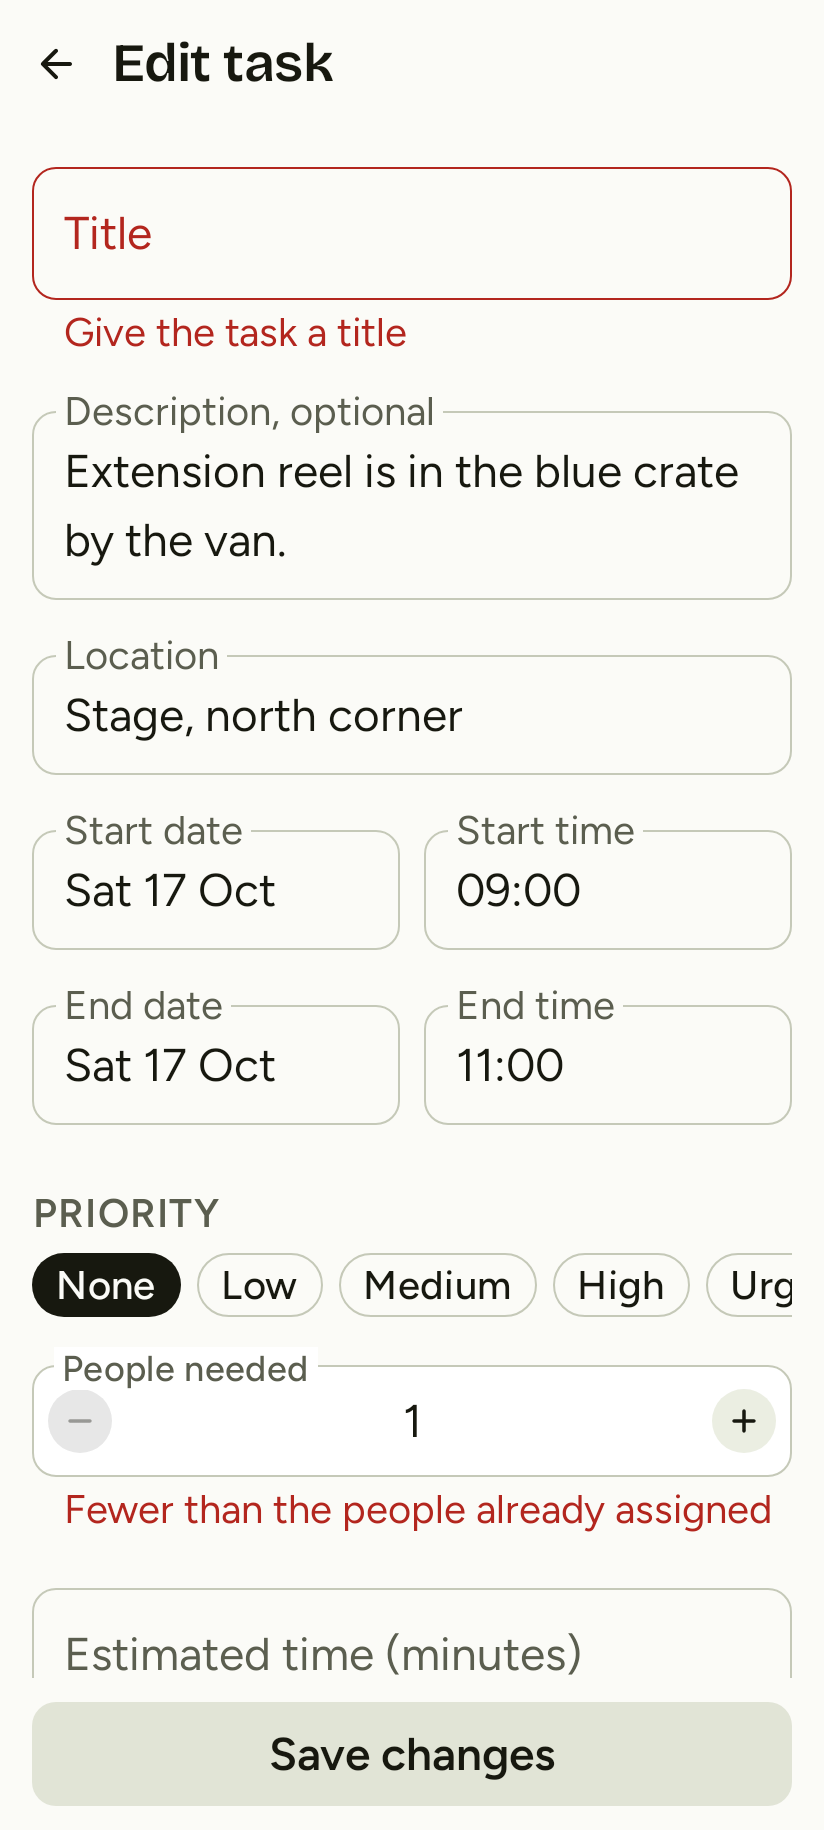 Edit task
Title
Give the task a title
Description, optional
Extension reel is in the blue crate
by the van.
Location
Stage, north corner
Start date
Start time
Sat 17 Oct
09:00
End date
End time
Sat 17 Oct
11:00
PRIORITY
None
Low
Medium
High
Urg
People needed
1
Fewer than the people already assigned
Estimated time (minutes)
Save changes